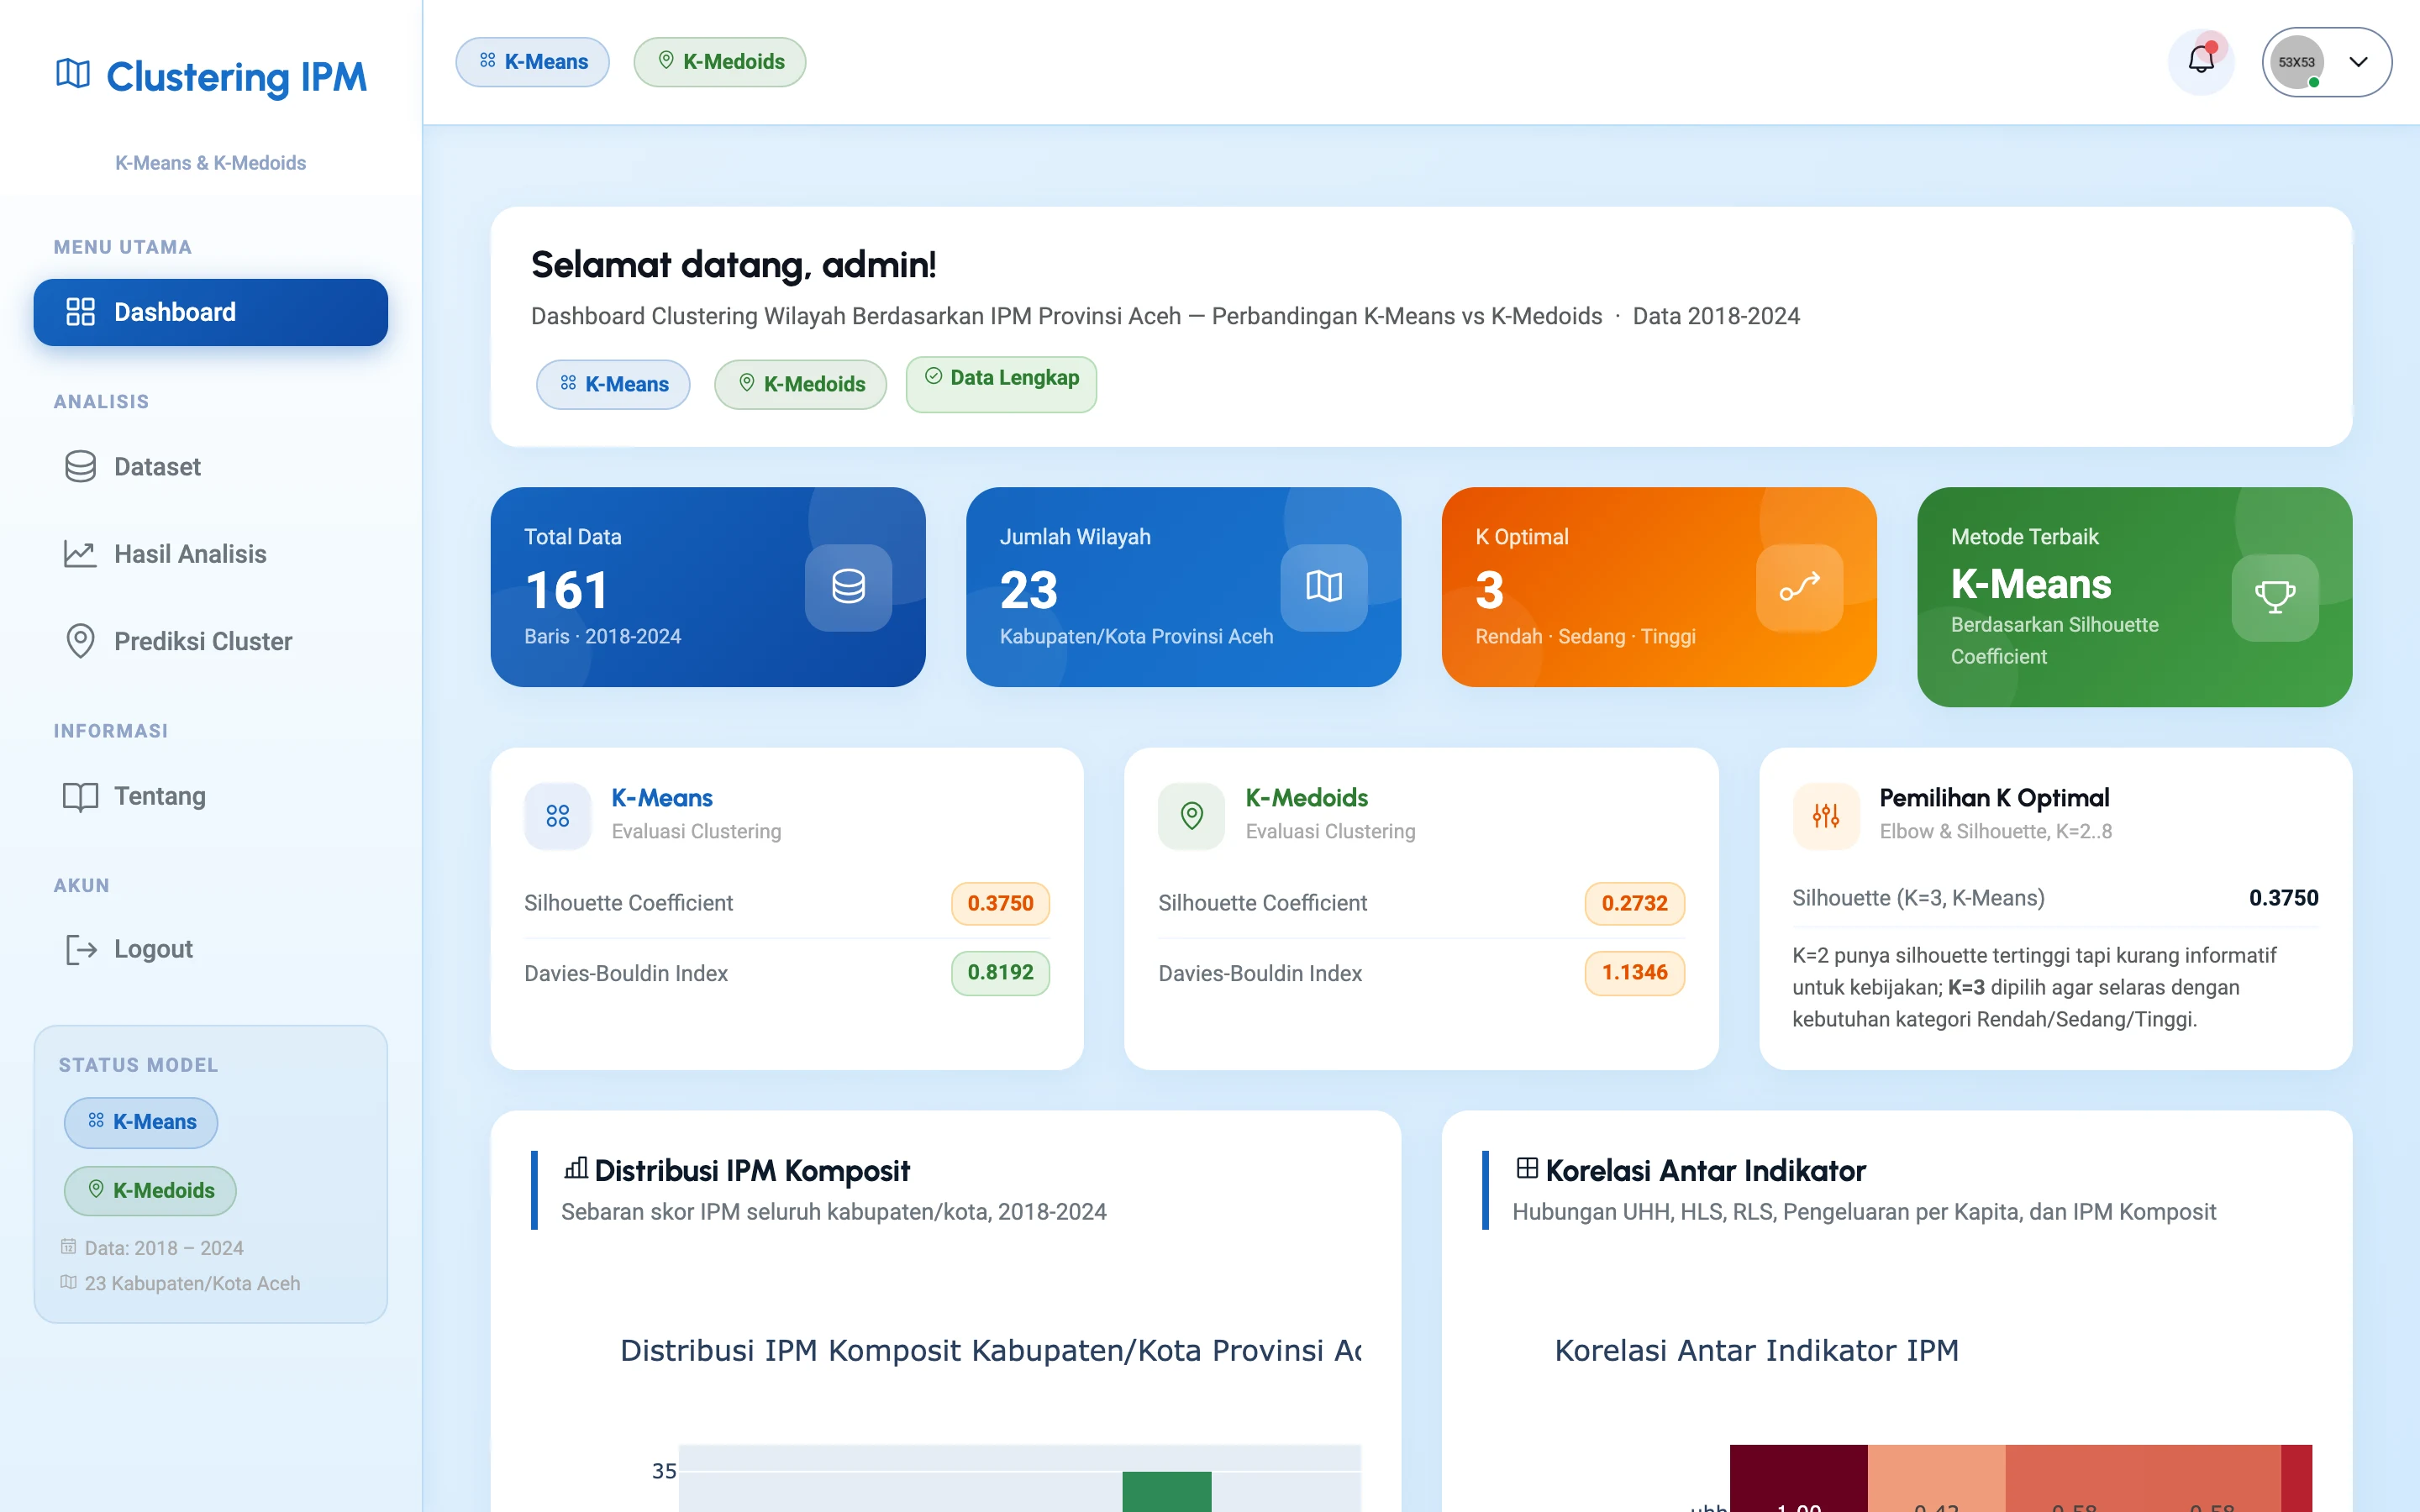 Clustering IPM
K-Means & K-Medoids
MENU UTAMA
Dashboard
ANALISIS
Dataset
Hasil Analisis
Prediksi Cluster
INFORMASI
Tentang
AKUN
Logout
STATUS MODEL
K-Means
K-Medoids
Data: 2018 – 2024
23 Kabupaten/Kota Aceh
K-Means
K-Medoids
53X53
Selamat datang, admin!
Dashboard Clustering Wilayah Berdasarkan IPM Provinsi Aceh — Perbandingan K-Means vs K-Medoids · Data 2018-2024
K-Means
K-Medoids
Data Lengkap
Total Data
161
Baris · 2018-2024
Jumlah Wilayah
23
Kabupaten/Kota Provinsi Aceh
K Optimal
3
Rendah · Sedang · Tinggi
Metode Terbaik
K-Means
Berdasarkan Silhouette
Coefficient
K-Means
Evaluasi Clustering
Silhouette Coefficient 0.3750
Davies-Bouldin Index 0.8192
K-Medoids
Evaluasi Clustering
Silhouette Coefficient 0.2732
Davies-Bouldin Index 1.1346
Pemilihan K Optimal
Elbow & Silhouette, K=2..8
Silhouette (K=3, K-Means) 0.3750
K=2 punya silhouette tertinggi tapi kurang informatif
untuk kebijakan; K=3 dipilih agar selaras dengan
kebutuhan kategori Rendah/Sedang/Tinggi.
Distribusi IPM Komposit
Sebaran skor IPM seluruh kabupaten/kota, 2018-2024
Distribusi IPM Komposit Kabupaten/Kota Provinsi
35
Korelasi Antar Indikator
Hubungan UHH, HLS, RLS, Pengeluaran per Kapita, dan IPM Komposit
Korelasi Antar Indikator IPM